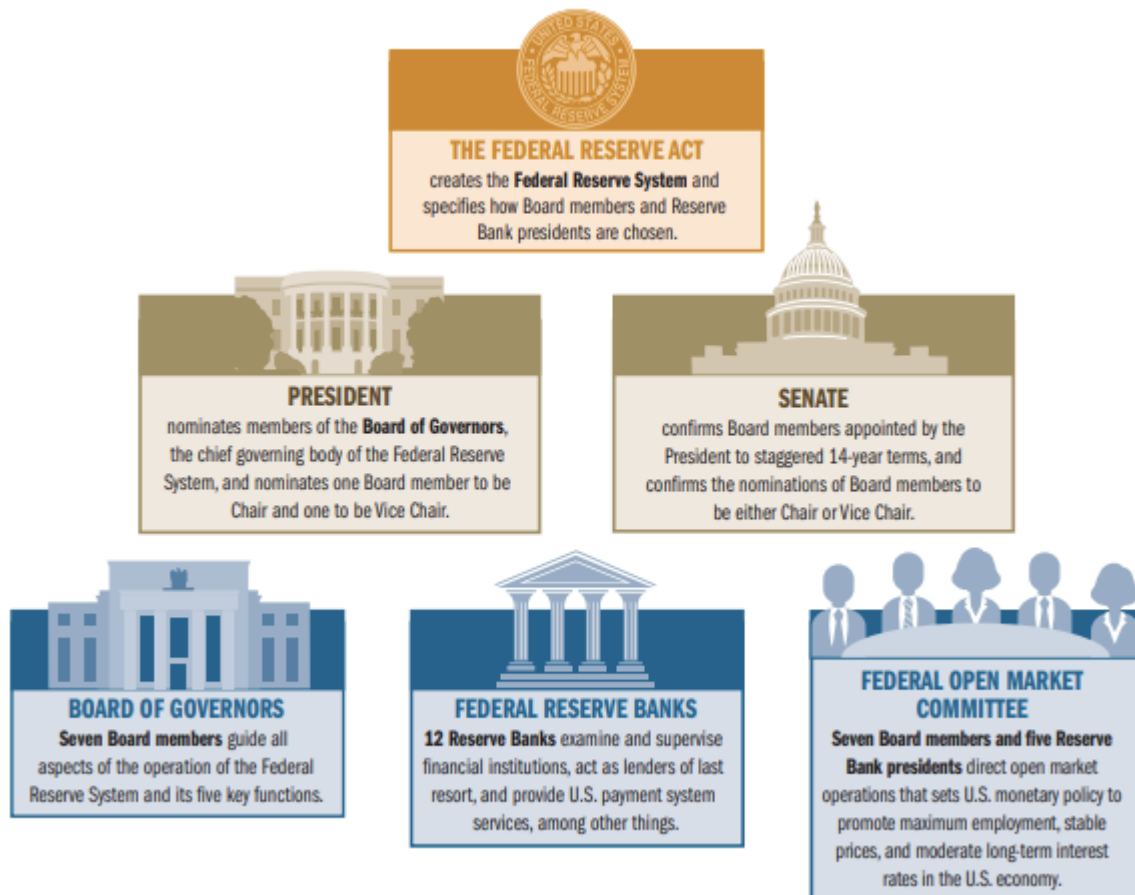 UNITED STATES
FEDERAL RESERVE SYSTEM
THE FEDERAL RESERVE ACT
creates the Federal Reserve System and
specifies how Board members and Reserve
Bank presidents are chosen.
PRESIDENT
nominates members of the Board of Governors,
the chief governing body of the Federal Reserve
System, and nominates one Board member to be
Chair and one to be Vice Chair.
SENATE
confirms Board members appointed by the
President to staggered 14-year terms, and
confirms the nominations of Board members to
be either Chair or Vice Chair.
BOARD OF GOVERNORS
Seven Board members guide all
aspects of the operation of the Federal
Reserve System and its five key functions.
FEDERAL RESERVE BANKS
12 Reserve Banks examine and supervise
financial institutions, act as lenders of last
resort, and provide U.S. payment system
services, among other things.
FEDERAL OPEN MARKET
COMMITTEE
Seven Board members and five Reserve
Bank presidents direct open market
operations that sets U.S. monetary policy to
promote maximum employment, stable
prices, and moderate long-term interest
rates in the U.S. economy.